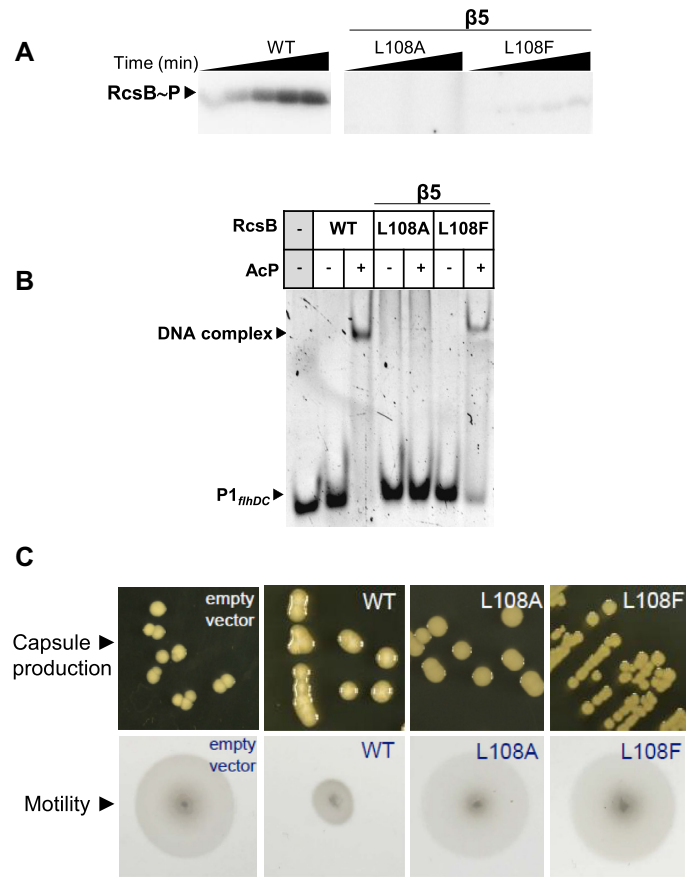 β5
A
WT
L108A
L108F
Time (min)
RcsB~P
β5
RcsB
-
WT
L108A
L108F
AcP
-
-
+
-
+
-
+
B
DNA complex
P1flhDC
C
Capsule production
empty vector
WT
L108A
L108F
Motility
empty vector
WT
L108A
L108F